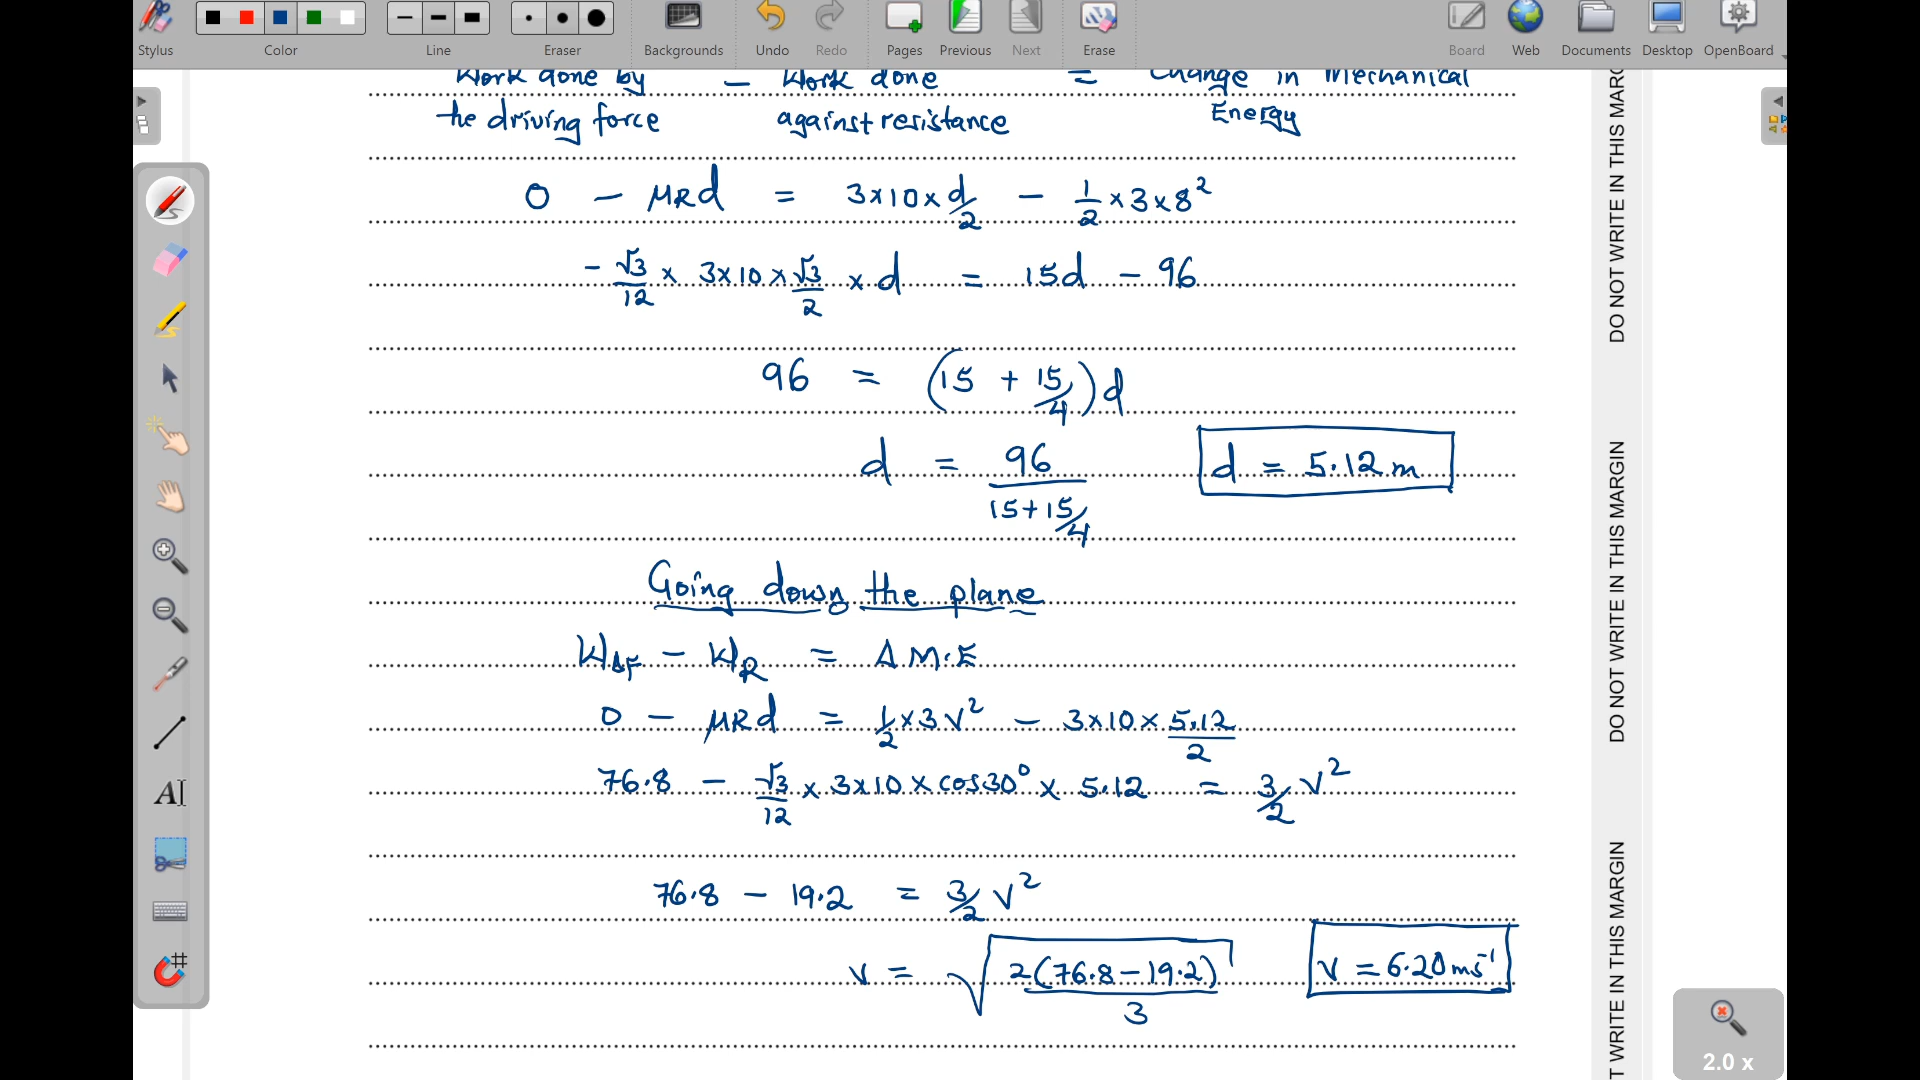 Stylus Color Line Eraser Backgrounds Undo Redo Pages Previous Next Erase Board Web Documents Desktop OpenBoard
Work done by the driving force − Work done against resistance = Change in Mechanical Energy
0 − μRd = 3×10×d/2 − 1/2×3×8²
−√3/12 × 3×10×√3/2 × d = 15d − 96
96 = (15 + 15/4)d
d = 96/(15+15/4) d = 5.12 m
Going down the plane
W_DF − W_R = Δ M.E
0 − μRd = 1/2×3v² − 3×10×5.12/2
76.8 − √3/12 × 3×10×cos30° × 5.12 = 3/2 v²
76.8 − 19.2 = 3/2 v²
v = √(2(76.8−19.2)/3) v = 6.20 ms⁻¹
DO NOT WRITE IN THIS MARG
DO NOT WRITE IN THIS MARGIN
T WRITE IN THIS MARGIN
AI
2.0 x